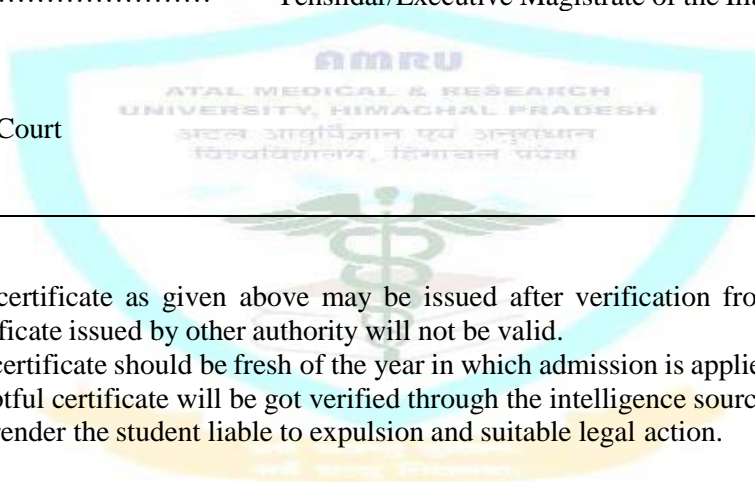 ………………………	Tehsildar/Executive Magistrate of the Ilaq
AMRU
ATAL MEDICAL & RESEARCH
UNIVERSITY, HIMACHAL PRADESH
अटल आयुर्विज्ञान एवं अनुसंधान
विश्वविद्यालय, हिमाचल प्रदेश
Court
certificate as given above may be issued after verification fro
ficate issued by other authority will not be valid.
certificate should be fresh of the year in which admission is applie
otful certificate will be got verified through the intelligence sourc
render the student liable to expulsion and suitable legal action.